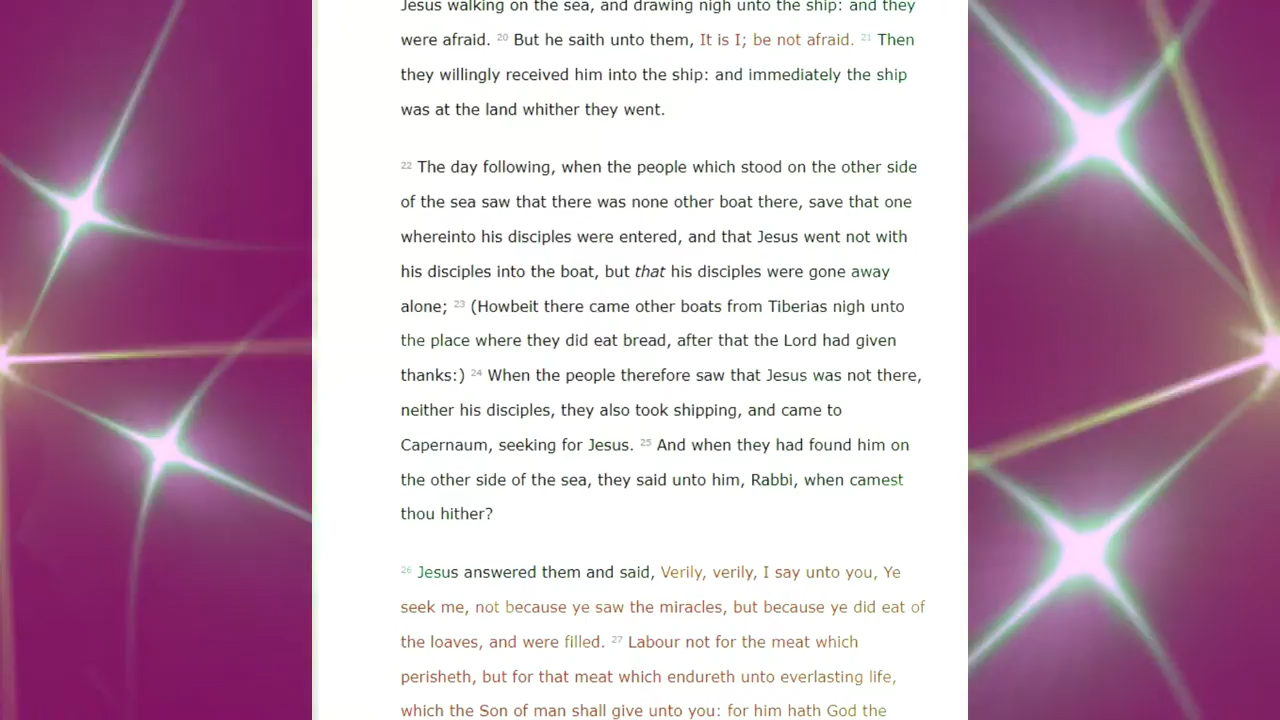 Jesus walking on the sea, and drawing nigh unto the ship: and they
were afraid. 20 But he saith unto them, It is I; be not afraid. 21 Then
they willingly received him into the ship: and immediately the ship
was at the land whither they went.
22 The day following, when the people which stood on the other side
of the sea saw that there was none other boat there, save that one
whereinto his disciples were entered, and that Jesus went not with
his disciples into the boat, but that his disciples were gone away
alone; 23 (Howbeit there came other boats from Tiberias nigh unto
the place where they did eat bread, after that the Lord had given
thanks:) 24 When the people therefore saw that Jesus was not there,
neither his disciples, they also took shipping, and came to
Capernaum, seeking for Jesus. 25 And when they had found him on
the other side of the sea, they said unto him, Rabbi, when camest
thou hither?
26 Jesus answered them and said, Verily, verily, I say unto you, Ye
seek me, not because ye saw the miracles, but because ye did eat of
the loaves, and were filled. 27 Labour not for the meat which
perisheth, but for that meat which endureth unto everlasting life,
which the Son of man shall give unto you: for him hath God the